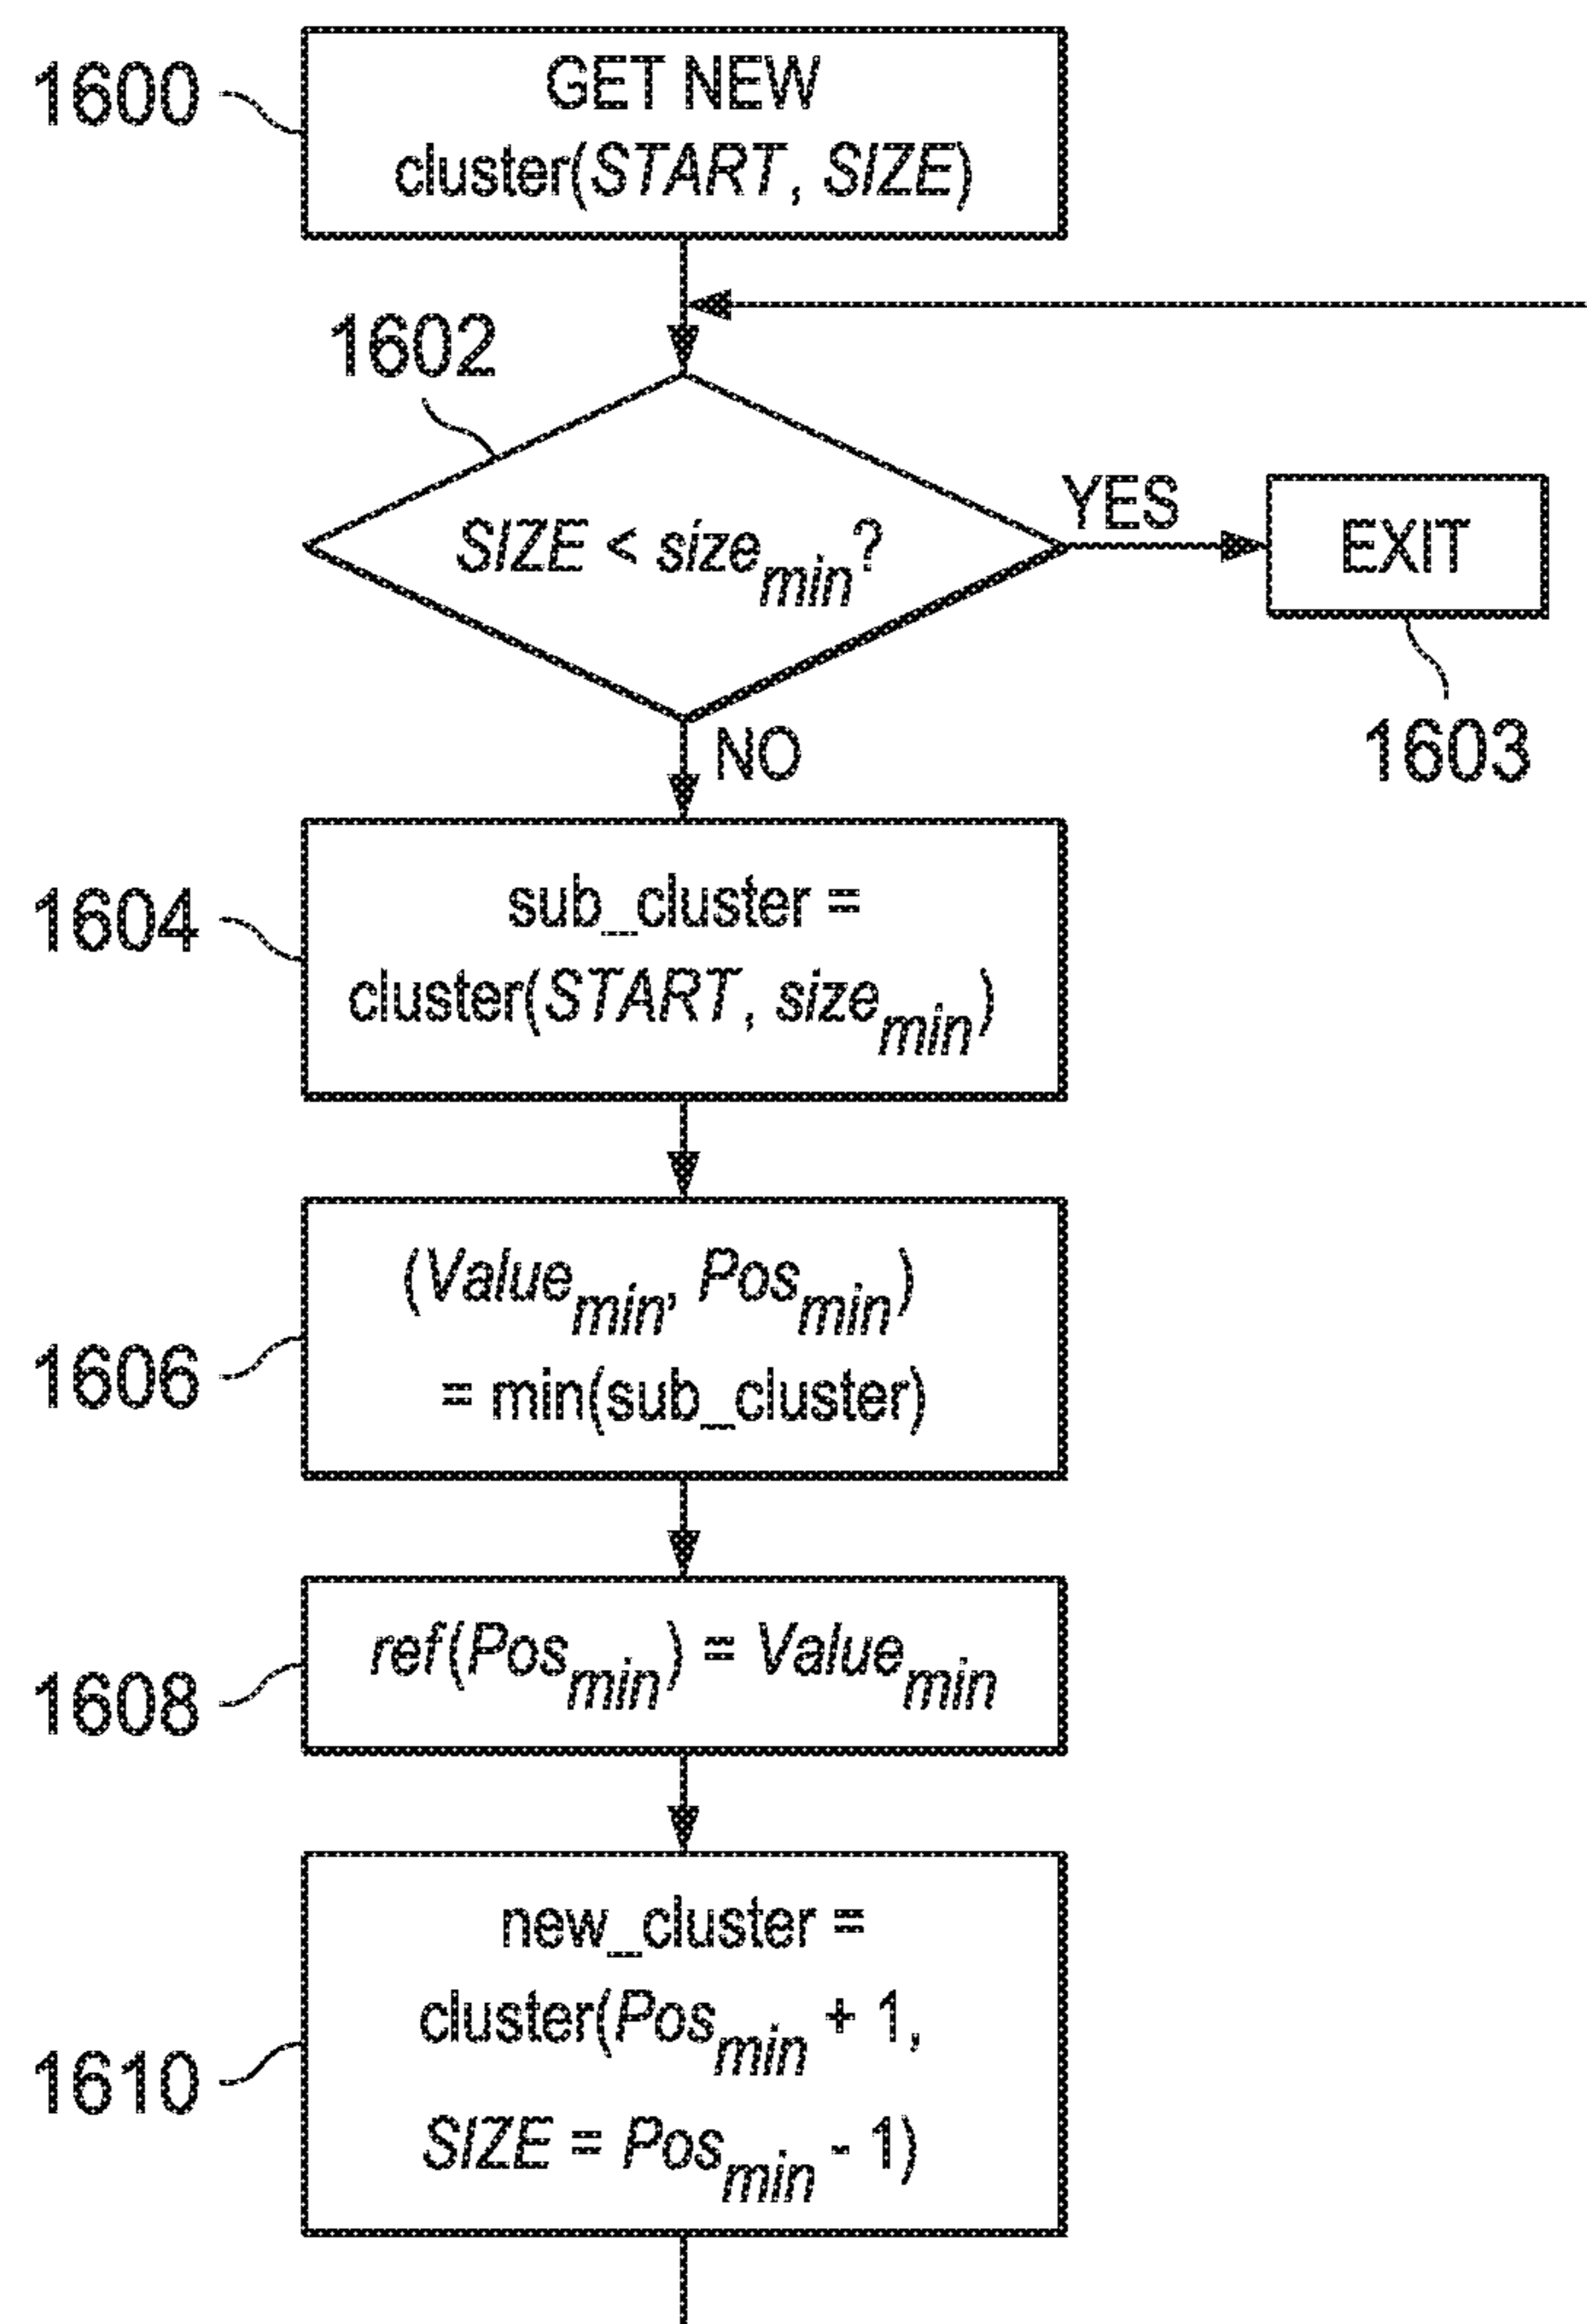 1600
GET NEW
cluster(START, SIZE)
1602
SIZE < size_min?
YES
EXIT
1603
NO
1604
sub_cluster =
cluster(START, size_min)
1606
(Value_min, Pos_min)
= min(sub_cluster)
1608
ref(Pos_min) = Value_min
1610
new_cluster =
cluster(Pos_min + 1,
SIZE = Pos_min - 1)